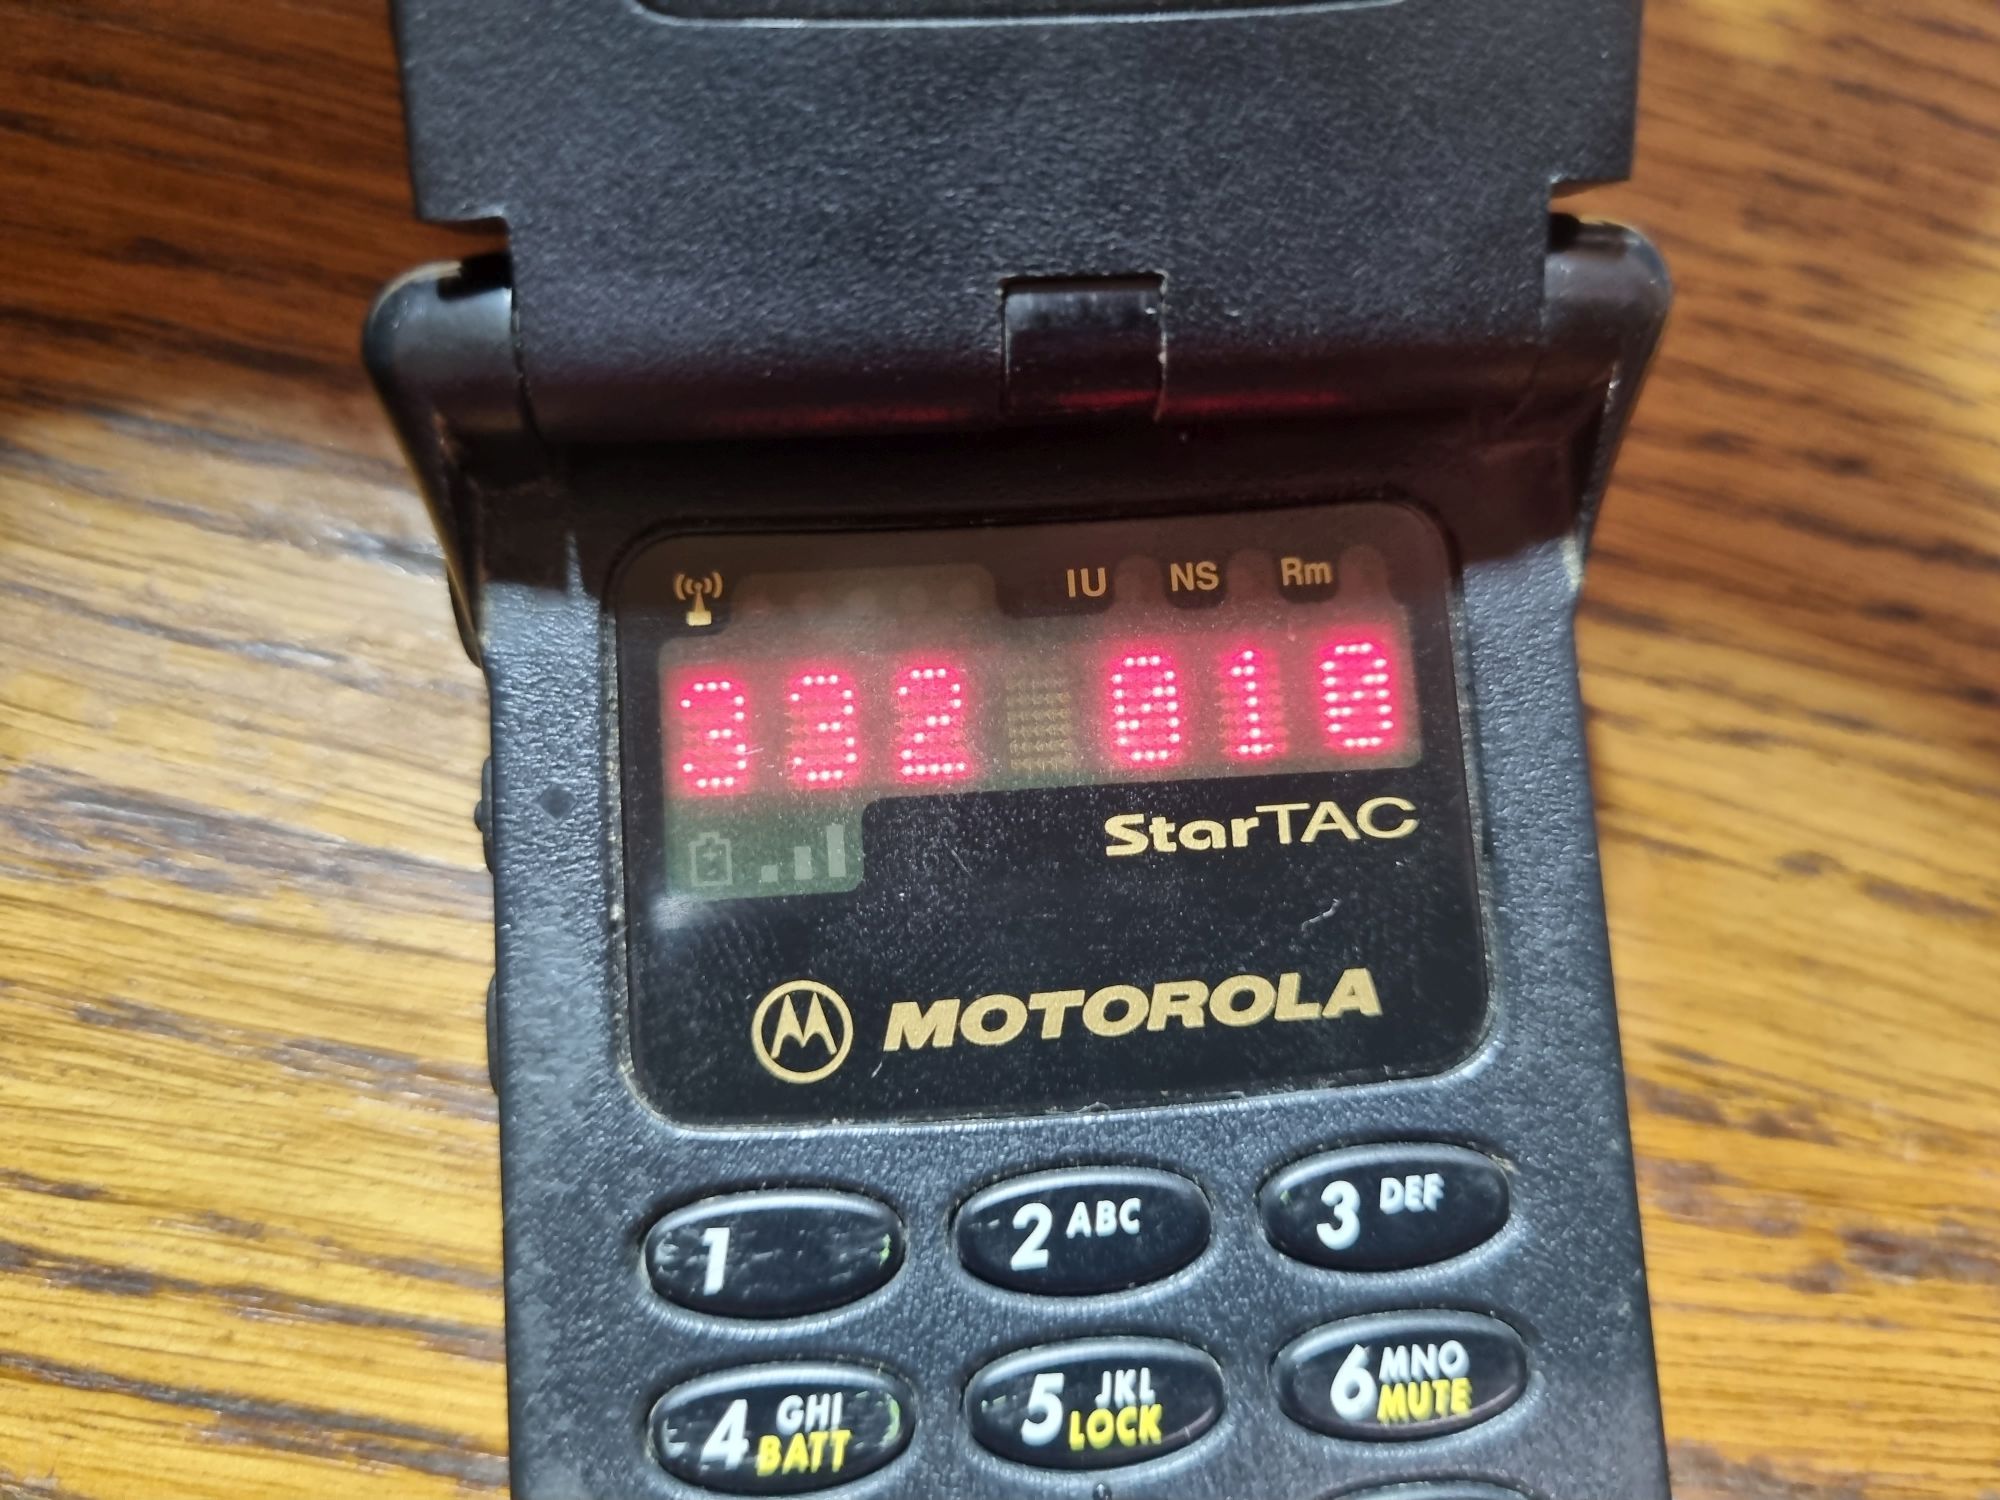 IU NS Rm
332 010
StarTAC
MOTOROLA
1 2 ABC 3 DEF
4 GHI BATT 5 JKL LOCK 6 MNO MUTE